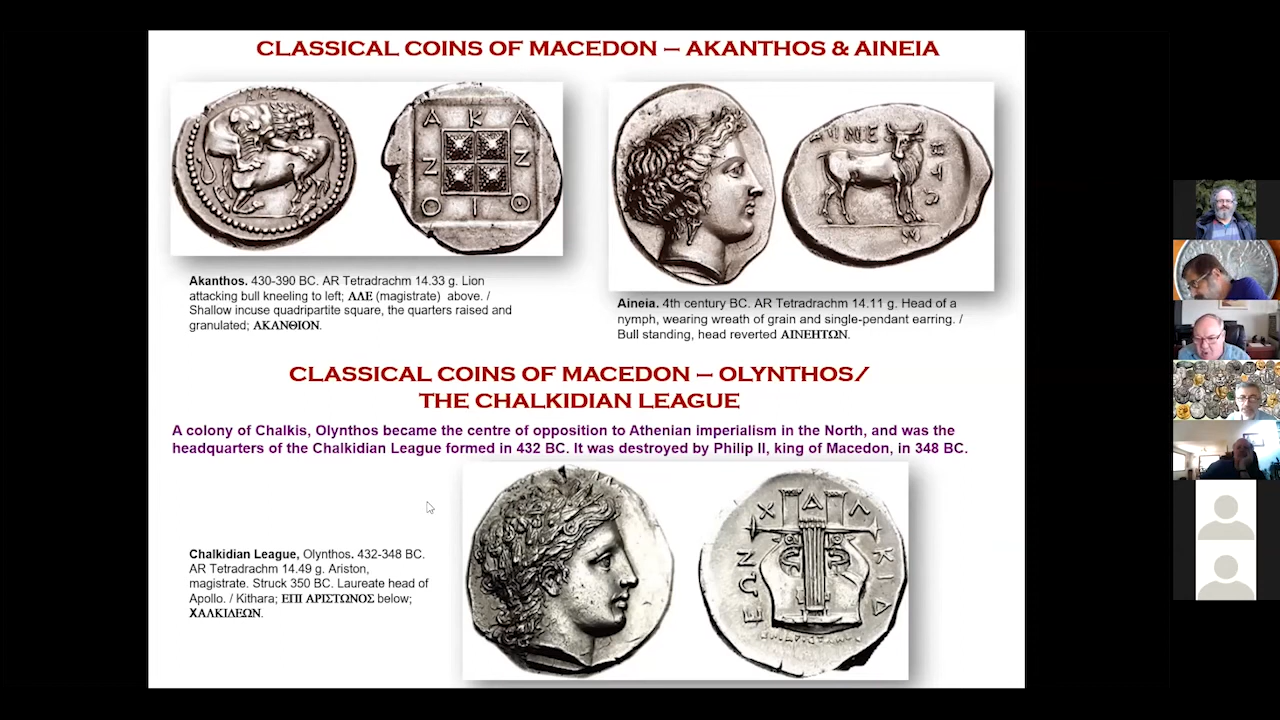 CLASSICAL COINS OF MACEDON – AKANTHOS & AINEIA
ΑΛΕ
Α Κ Α
Ν Ν
Ο Ι Θ
ΑΙΝΕ
Η
ΤΩ
Ν
Akanthos. 430-390 BC. AR Tetradrachm 14.33 g. Lion
attacking bull kneeling to left; ΑΛΕ (magistrate) above. /
Shallow incuse quadripartite square, the quarters raised and
granulated; ΑΚΑΝΘΙΟΝ.
Aineia. 4th century BC. AR Tetradrachm 14.11 g. Head of a
nymph, wearing wreath of grain and single-pendant earring. /
Bull standing, head reverted ΑΙΝΕΗΤΩΝ.
CLASSICAL COINS OF MACEDON – OLYNTHOS/
THE CHALKIDIAN LEAGUE
A colony of Chalkis, Olynthos became the centre of opposition to Athenian imperialism in the North, and was the
headquarters of the Chalkidian League formed in 432 BC. It was destroyed by Philip II, king of Macedon, in 348 BC.
Chalkidian League, Olynthos. 432-348 BC.
AR Tetradrachm 14.49 g. Ariston,
magistrate. Struck 350 BC. Laureate head of
Apollo. / Kithara; ΕΠΙ ΑΡΙΣΤΩΝΟΣ below;
ΧΑΛΚΙΔΕΩΝ.
Χ Α Λ
ΚΙΔ
ΕΩΝ